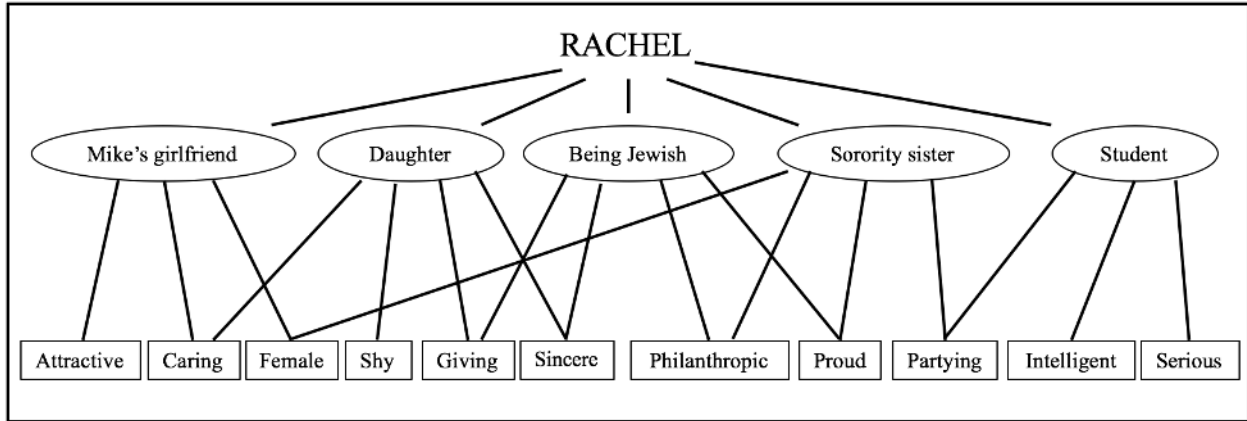 RACHEL
Mike's girlfriend Daughter Being Jewish Sorority sister Student
Attractive Caring Female Shy Giving Sincere Philanthropic Proud Partying Intelligent Serious